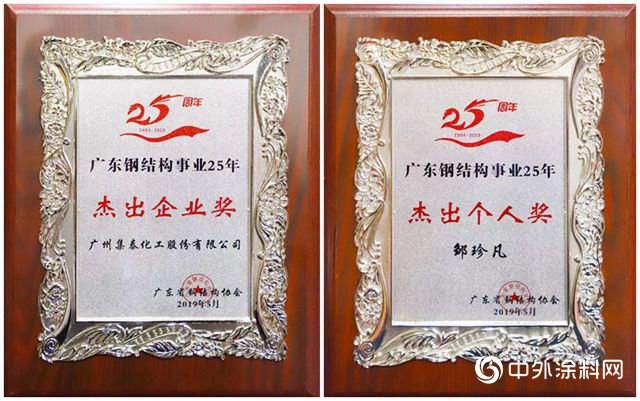 25周年
1994-2019
广东钢结构事业25年
杰出企业奖
广州集泰化工股份有限公司
广东省钢结构协会
2019年5月
25周年
1994-2019
广东钢结构事业25年
杰出个人奖
邹珍凡
广东省钢结构协会
2019年5月
中外涂料网